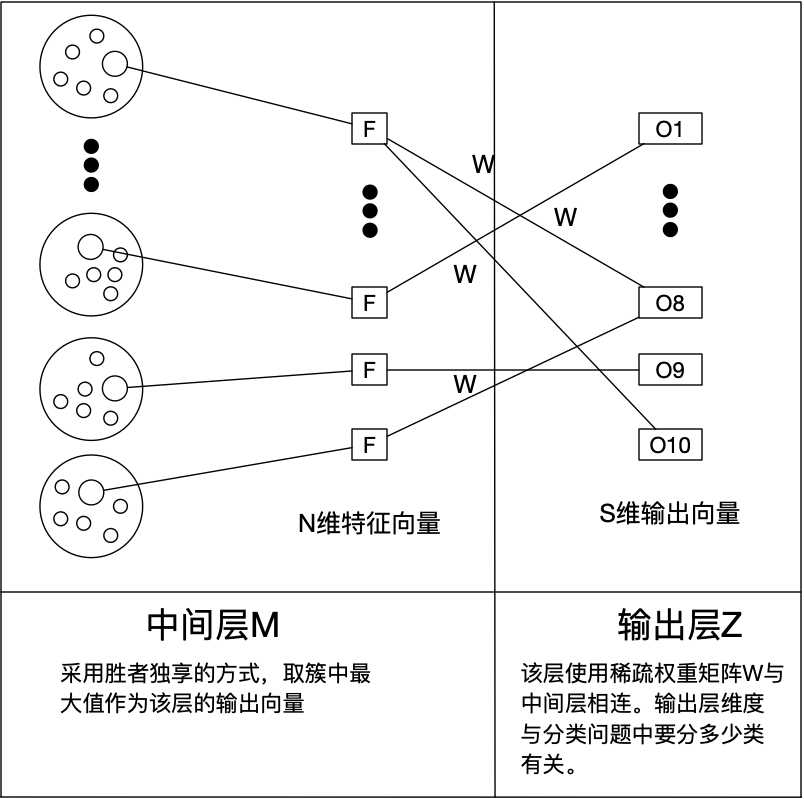 F
O1
W
W
W
F
O8
F
O9
W
F
O10
N维特征向量
S维输出向量
中间层M
采用胜者独享的方式，取簇中最
大值作为该层的输出向量
输出层Z
该层使用稀疏权重矩阵W与
中间层相连。输出层维度
与分类问题中要分多少类
有关。